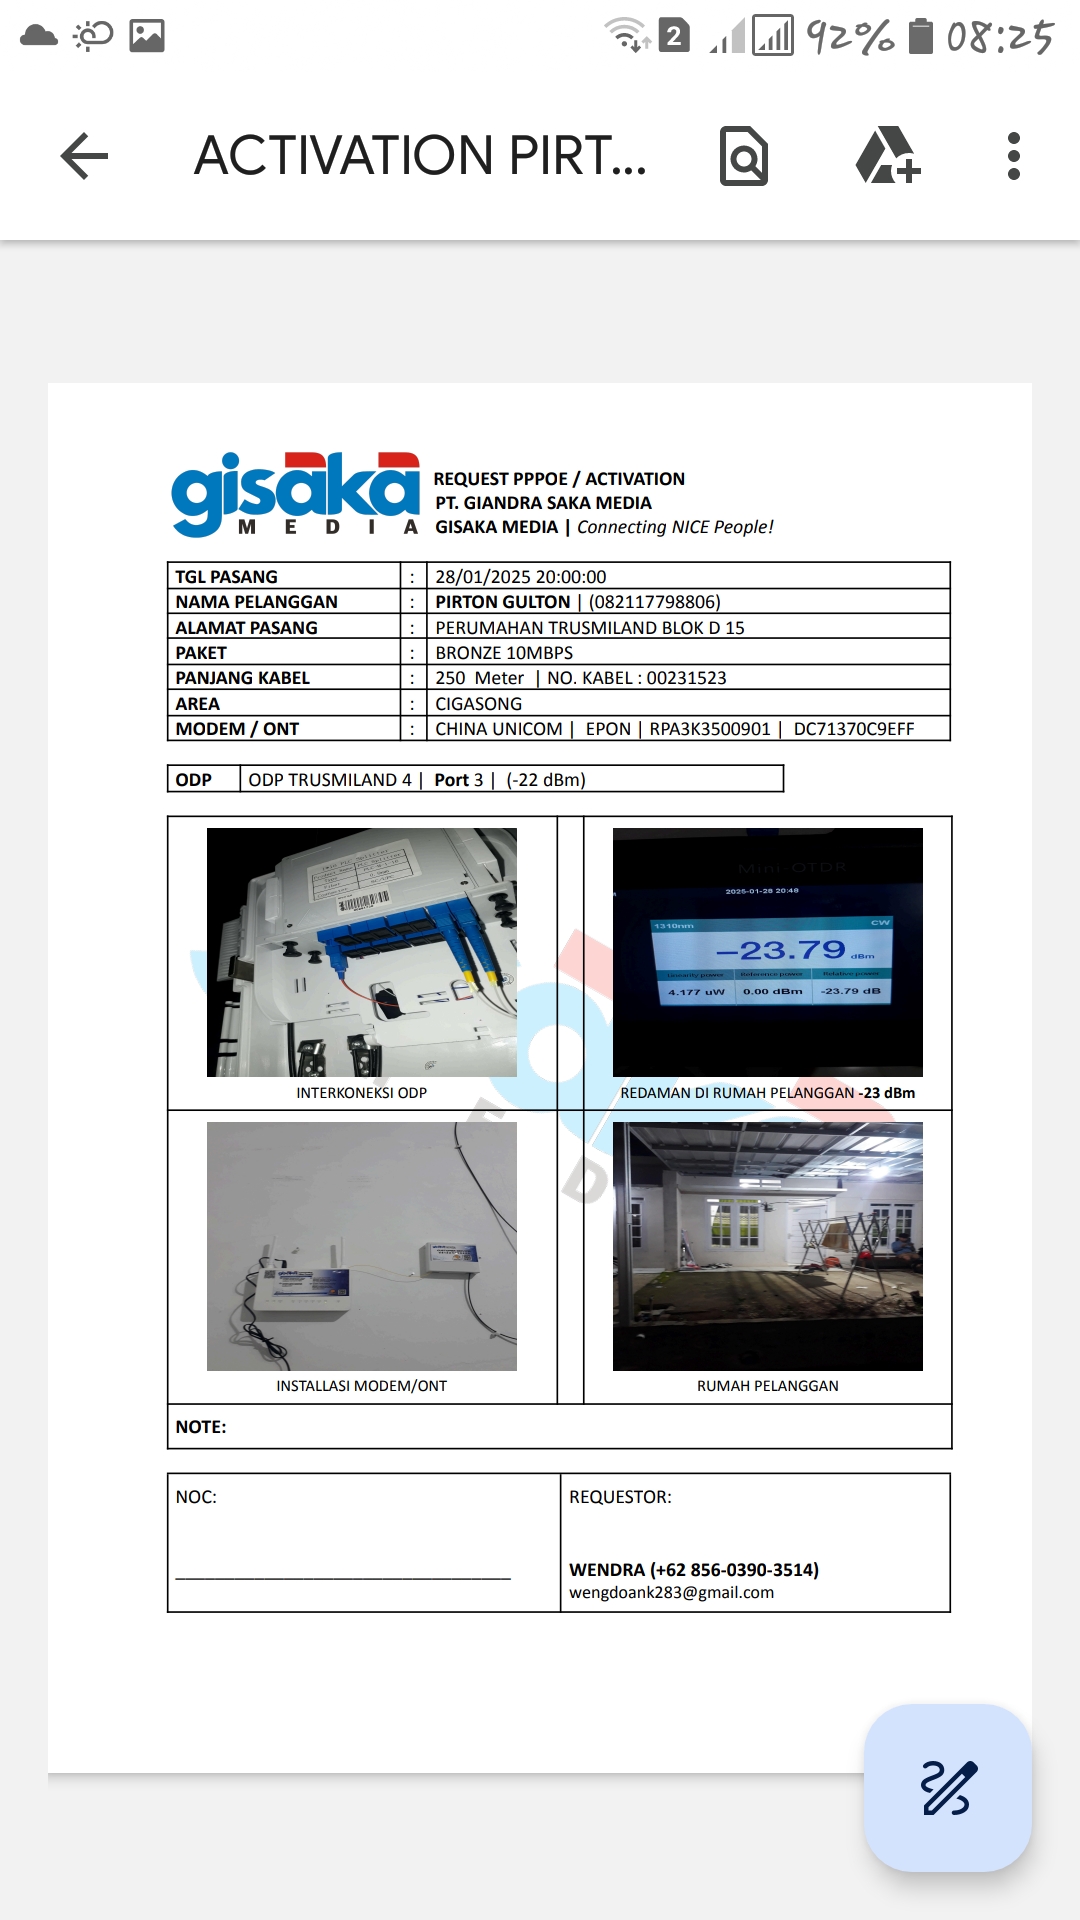 2 92% 08:25
ACTIVATION PIRT...
gisaka
MEDIA
REQUEST PPPOE / ACTIVATION
PT. GIANDRA SAKA MEDIA
GISAKA MEDIA | Connecting NICE People!
TGL PASANG : 28/01/2025 20:00:00
NAMA PELANGGAN : PIRTON GULTON | (082117798806)
ALAMAT PASANG : PERUMAHAN TRUSMILAND BLOK D 15
PAKET : BRONZE 10MBPS
PANJANG KABEL : 250 Meter | NO. KABEL : 00231523
AREA : CIGASONG
MODEM / ONT : CHINA UNICOM | EPON | RPA3K3500901 | DC71370C9EFF
ODP ODP TRUSMILAND 4 | Port 3 | (-22 dBm)
Mini-OTDR
2025-01-28 20:48
1310nm CW
-23.79 dBm
Reference power Relative power
4.177 uW 0.00 dBm -23.79 dB
INTERKONEKSI ODP
REDAMAN DI RUMAH PELANGGAN -23 dBm
INSTALLASI MODEM/ONT
RUMAH PELANGGAN
NOTE:
NOC:
REQUESTOR:
WENDRA (+62 856-0390-3514)
wengdoank283@gmail.com